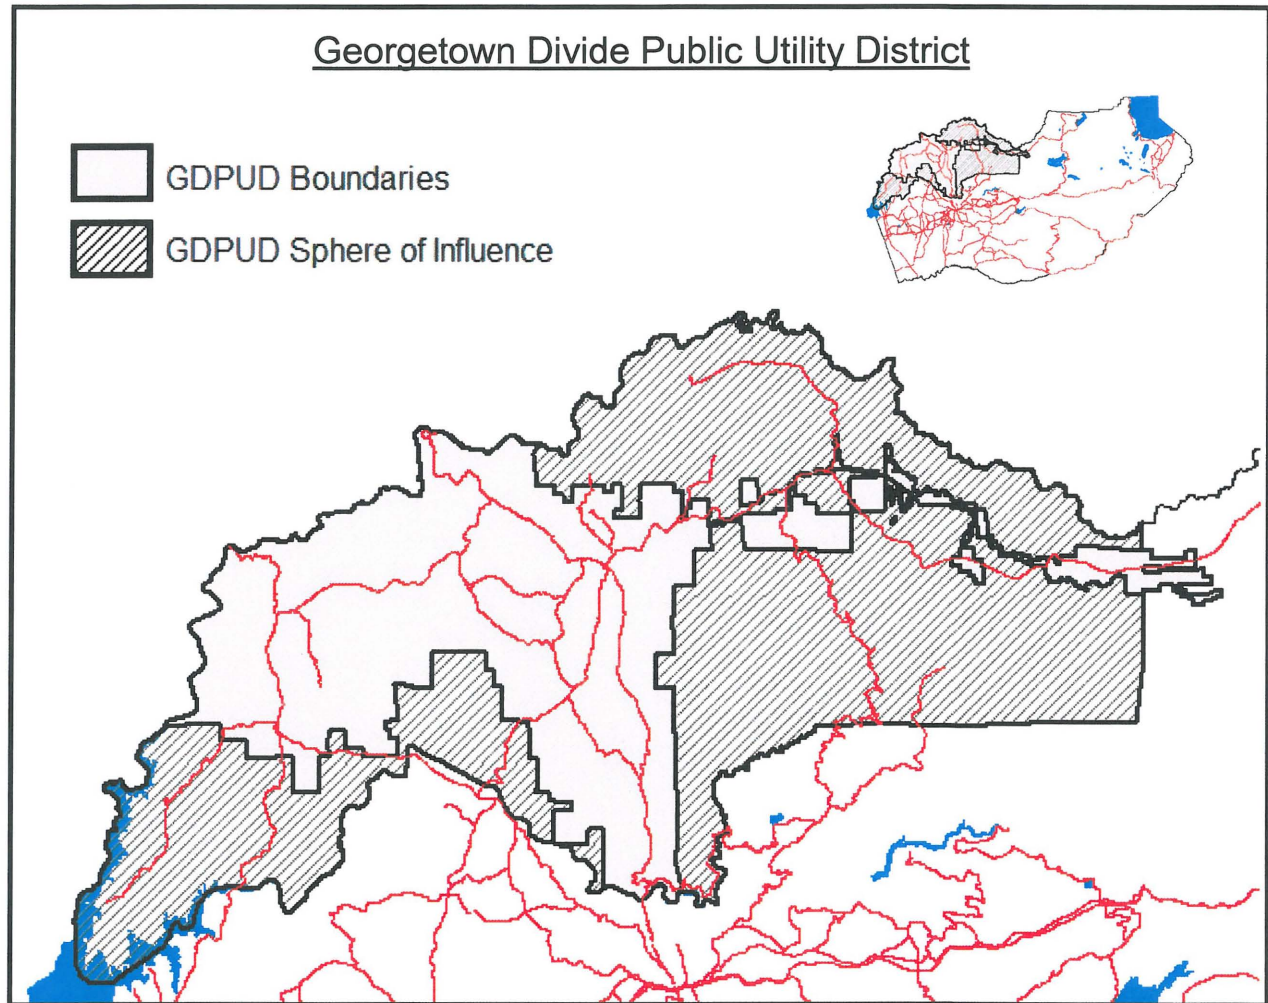 Georgetown Divide Public Utility District
GDPUD Boundaries
GDPUD Sphere of Influence